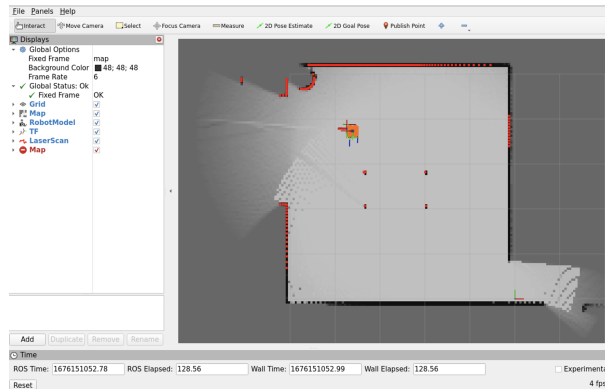 File Panels Help
Interact Move Camera Select Focus Camera Measure 2D Pose Estimate 2D Goal Pose Publish Point
Displays
Global Options
Fixed Frame map
Background Color 48; 48; 48
Frame Rate 6
Global Status: Ok
Fixed Frame OK
Grid
Map
RobotModel
TF
LaserScan
Map
Add Duplicate Remove Rename
Time
ROS Time: 1676151052.78 ROS Elapsed: 128.56 Wall Time: 1676151052.99 Wall Elapsed: 128.56 Experimenta
Reset 4 fps